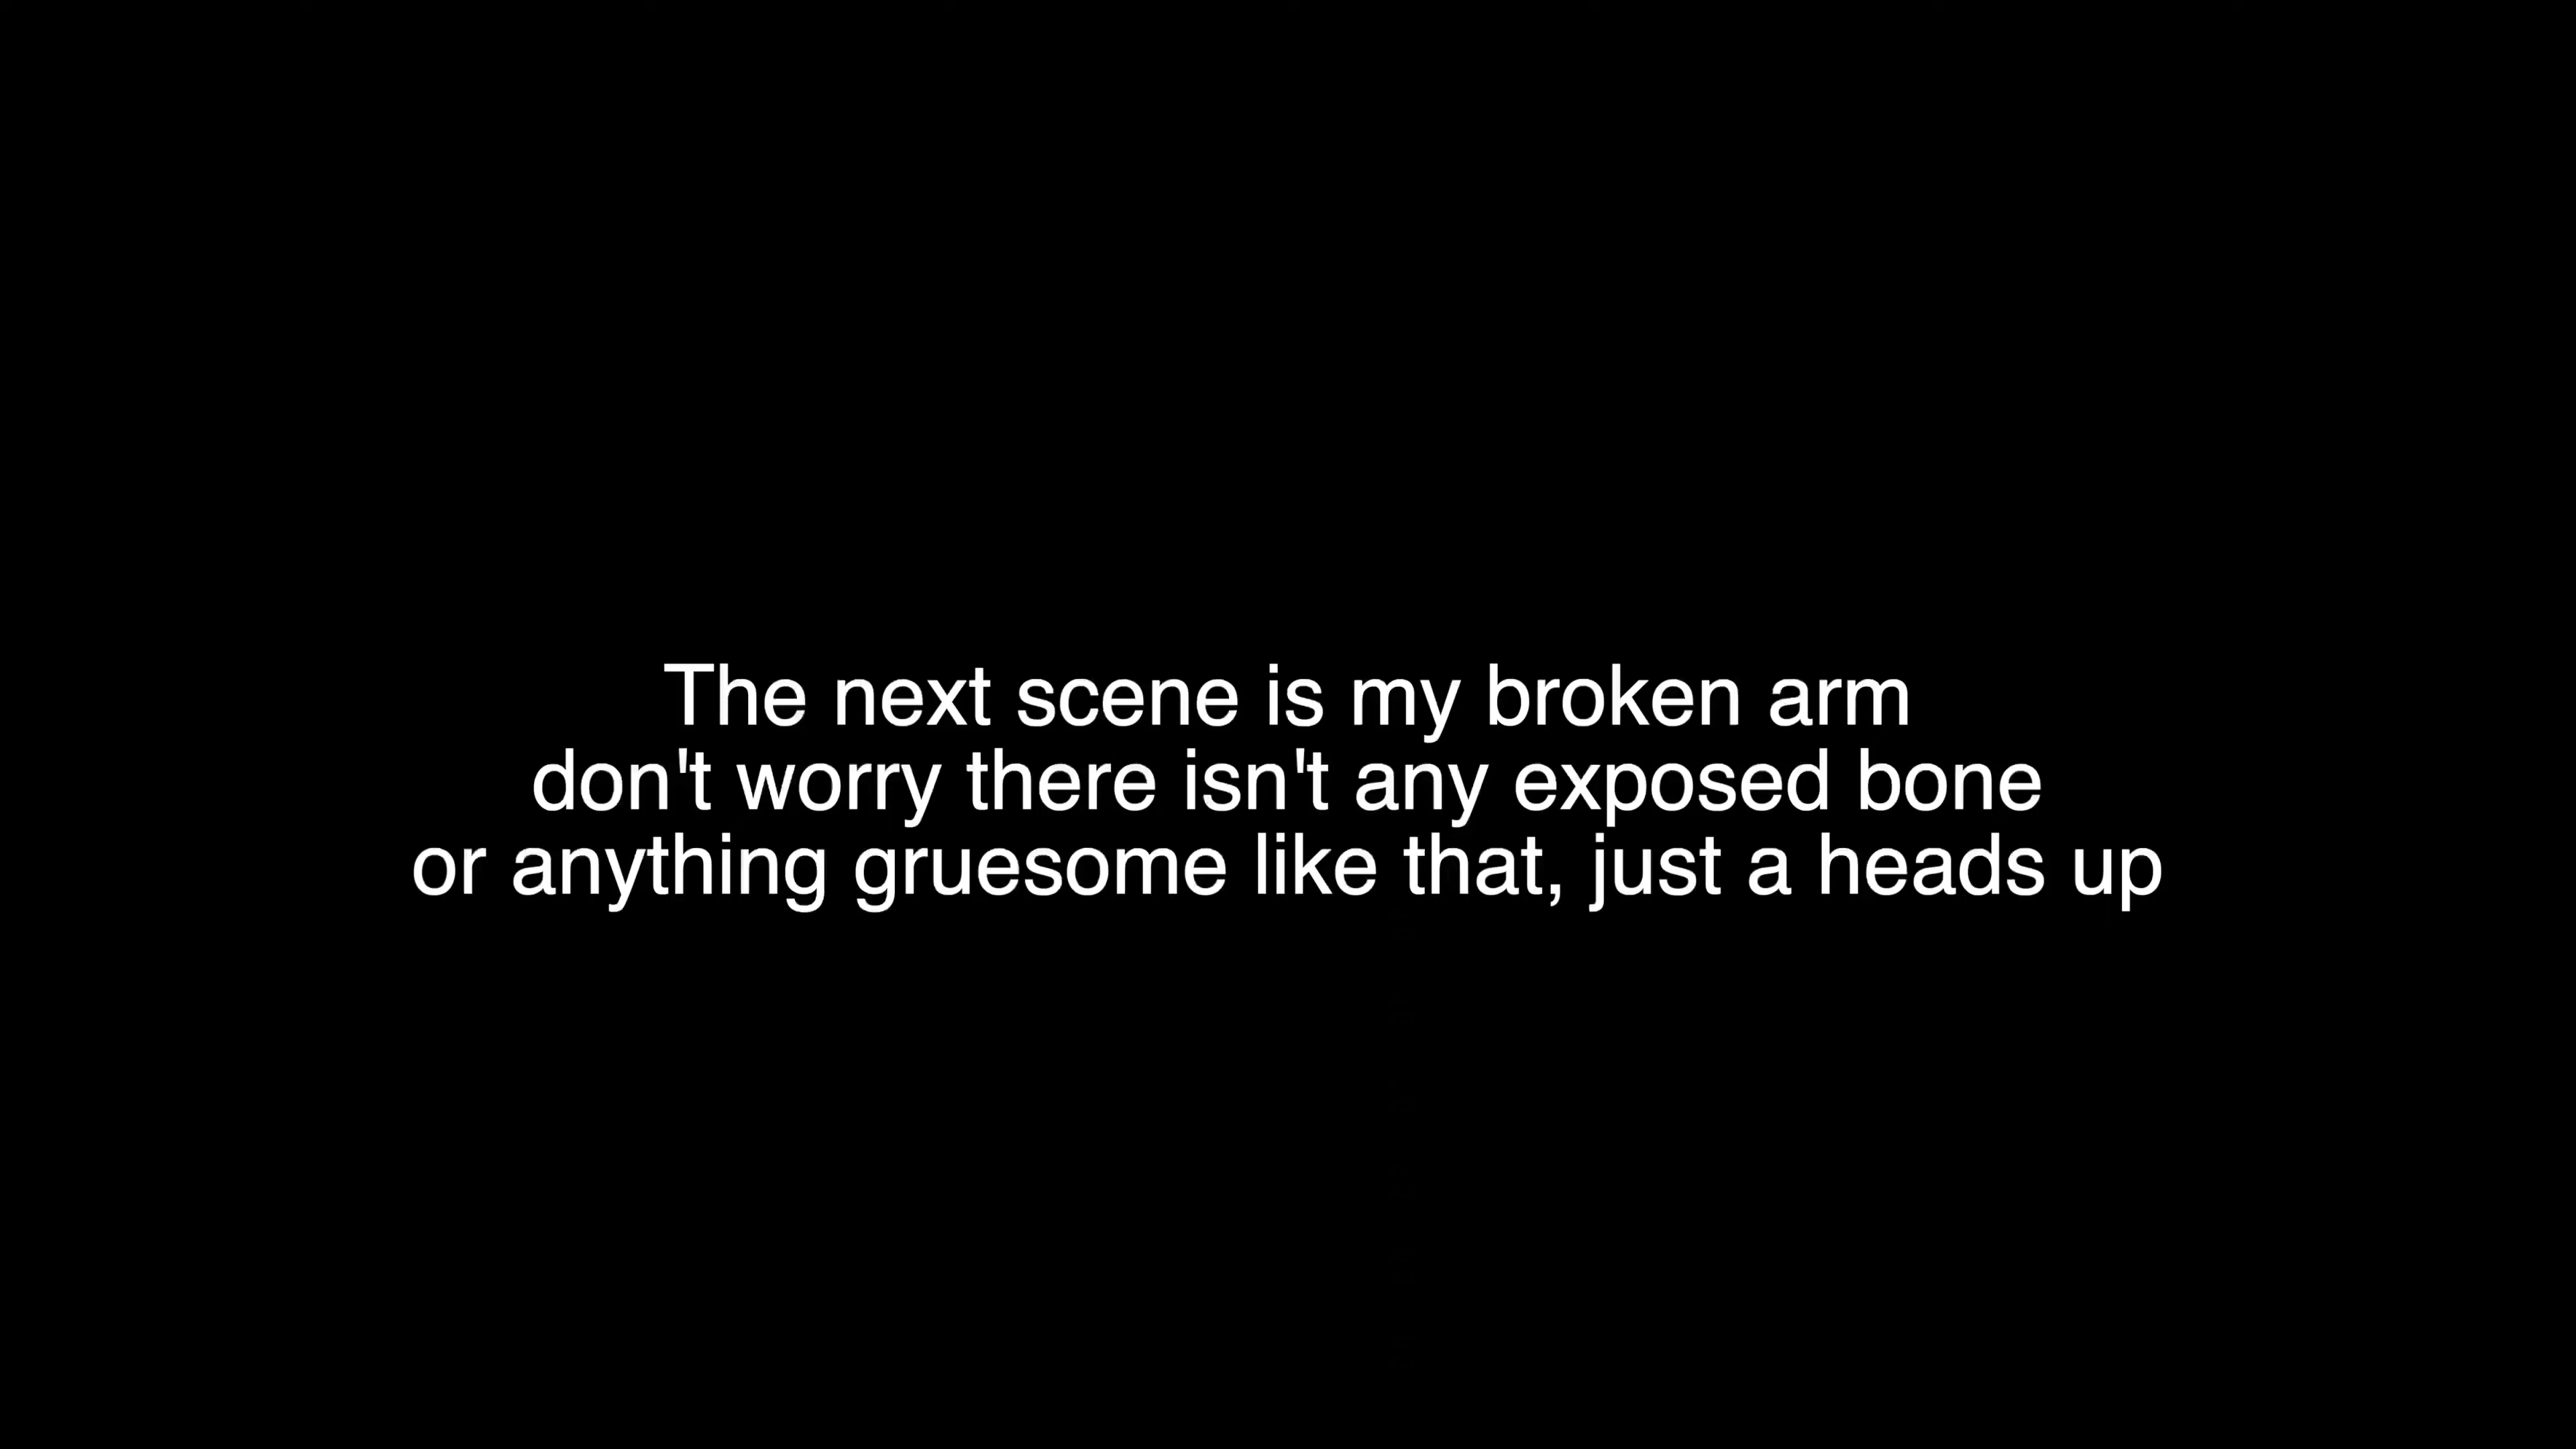 The next scene is my broken arm
don't worry there isn't any exposed bone
or anything gruesome like that, just a heads up